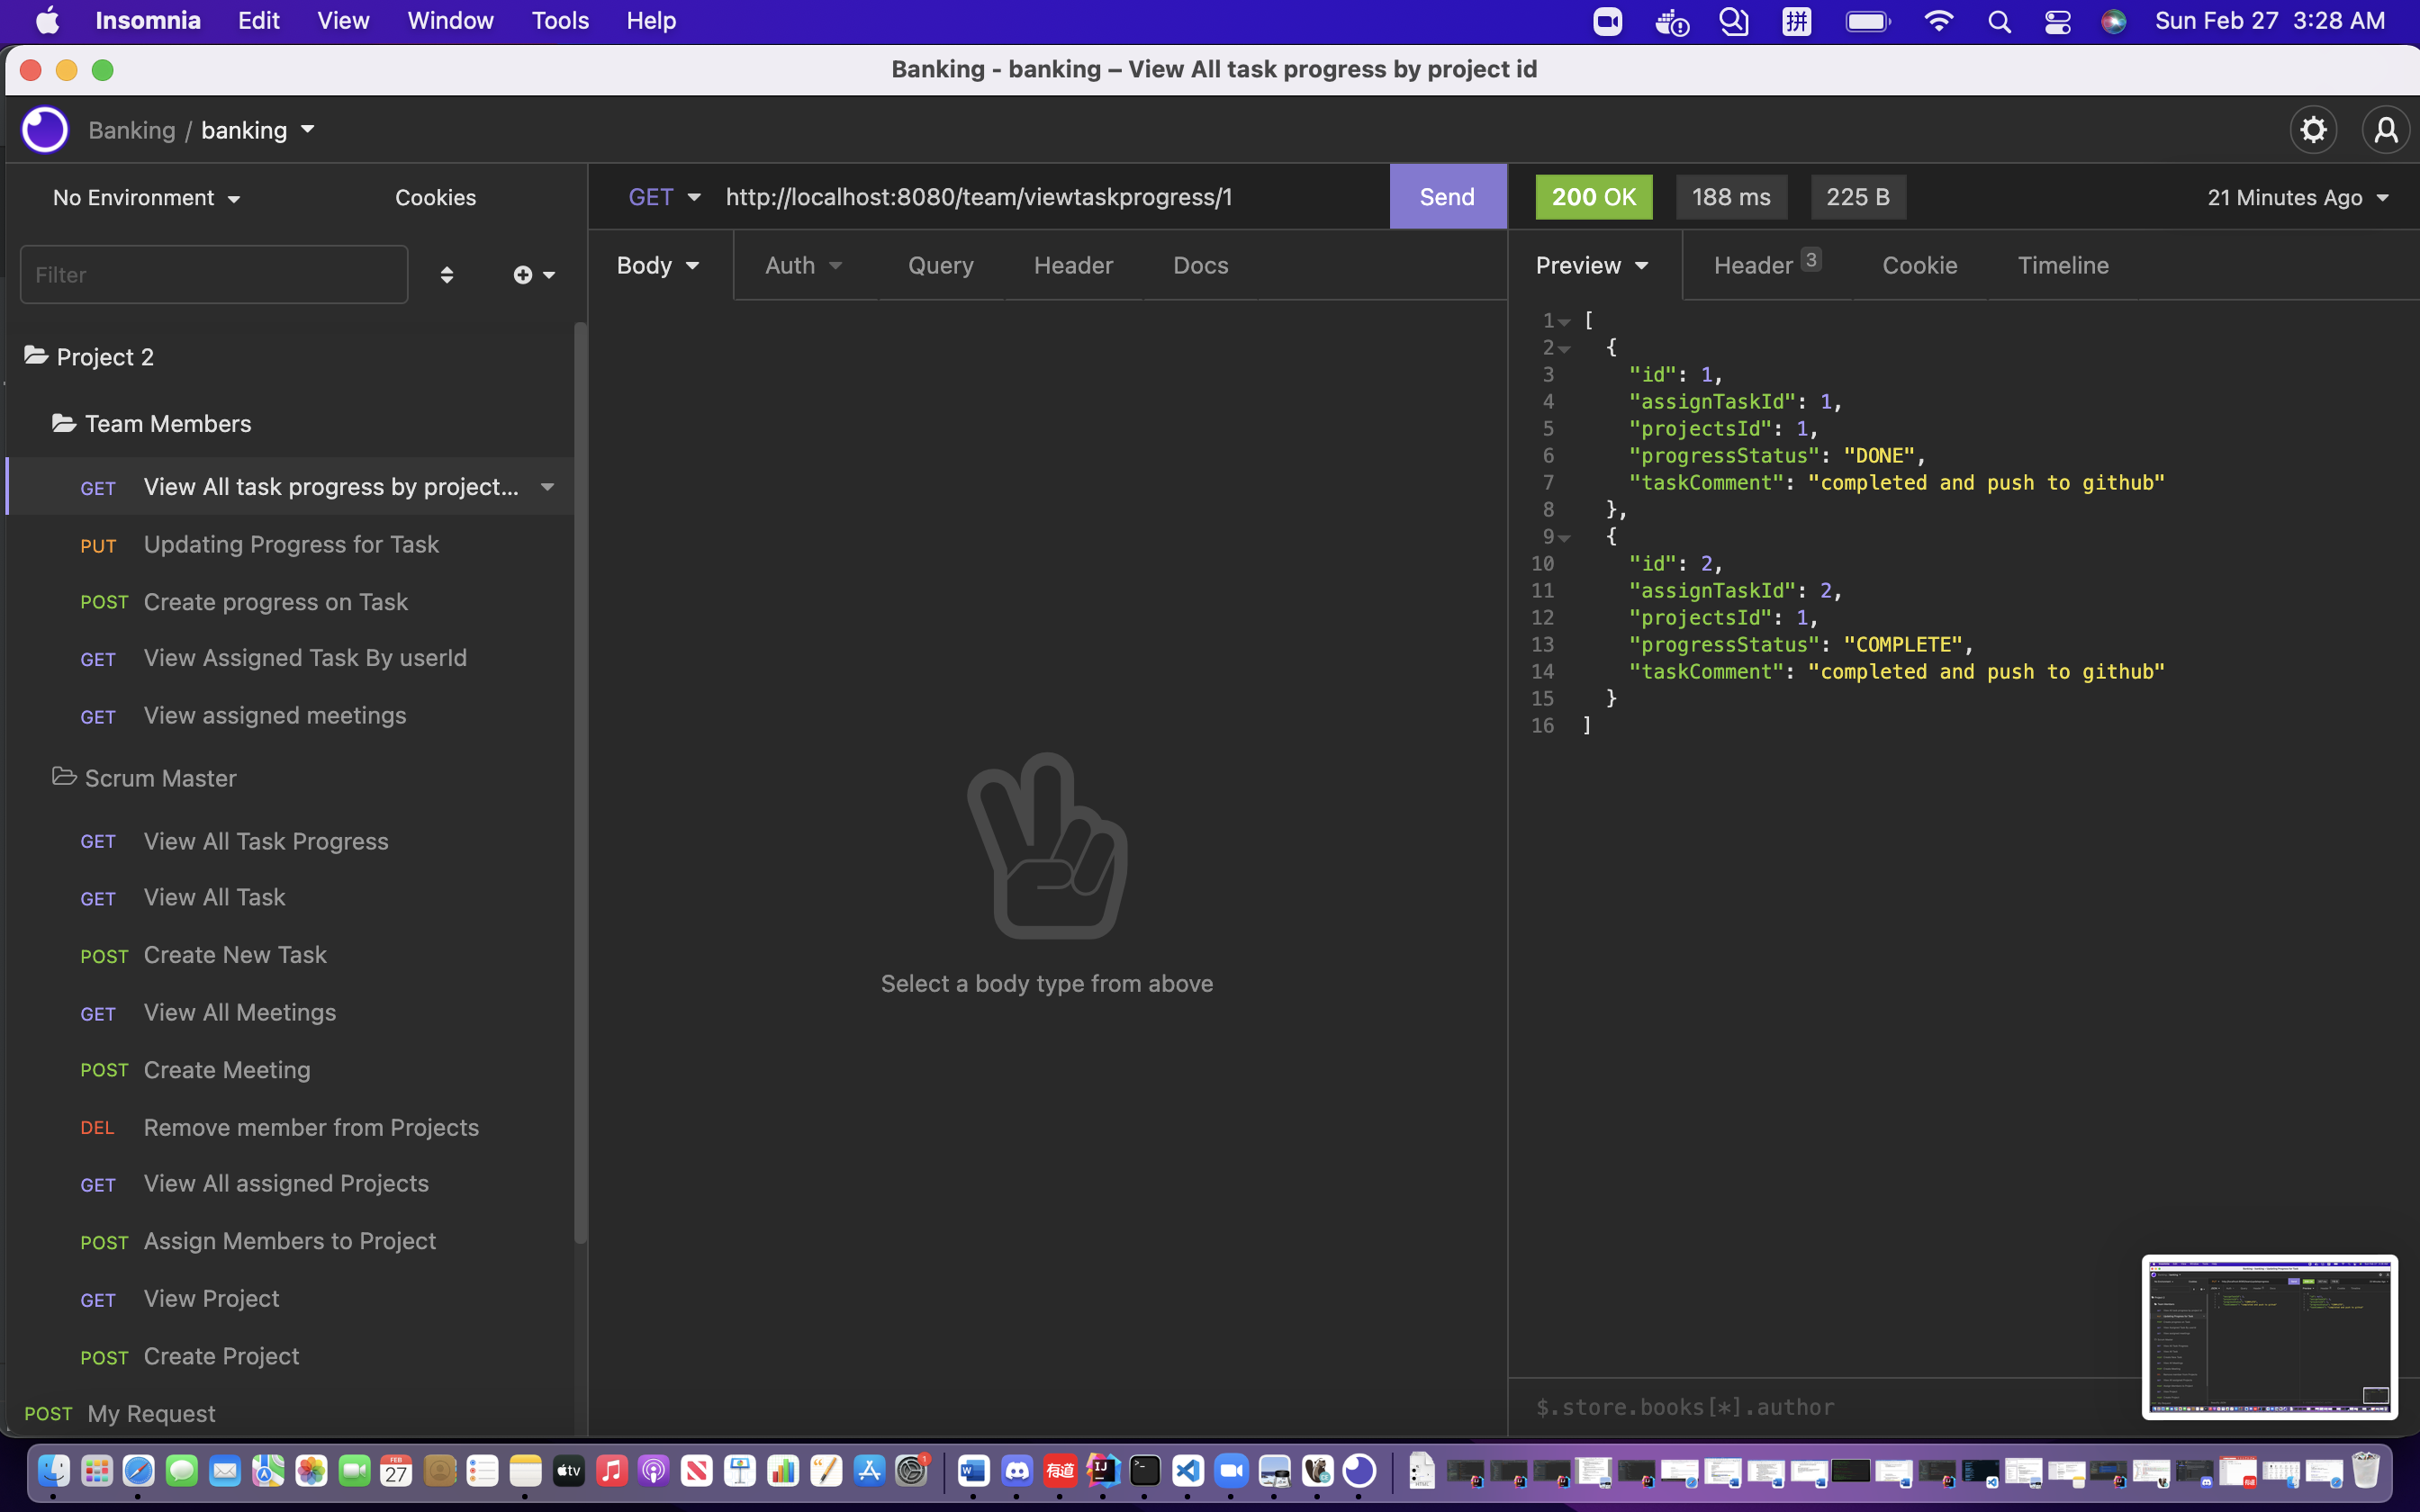 Insomnia Edit View Window Tools Help 拼 Sun Feb 27 3:28 AM
Banking - banking – View All task progress by project id
Banking / banking
No Environment Cookies
Filter
Project 2
Team Members
GET View All task progress by project...
PUT Updating Progress for Task
POST Create progress on Task
GET View Assigned Task By userId
GET View assigned meetings
Scrum Master
GET View All Task Progress
GET View All Task
POST Create New Task
GET View All Meetings
POST Create Meeting
DEL Remove member from Projects
GET View All assigned Projects
POST Assign Members to Project
GET View Project
POST Create Project
POST My Request
GET http://localhost:8080/team/viewtaskprogress/1 Send
Body Auth Query Header Docs
Select a body type from above
200 OK 188 ms 225 B 21 Minutes Ago
Preview Header 3 Cookie Timeline
1 [
2 {
3 "id": 1,
4 "assignTaskId": 1,
5 "projectsId": 1,
6 "progressStatus": "DONE",
7 "taskComment": "completed and push to github"
8 },
9 {
10 "id": 2,
11 "assignTaskId": 2,
12 "projectsId": 1,
13 "progressStatus": "COMPLETE",
14 "taskComment": "completed and push to github"
15 }
16 ]
$.store.books[*].author
FEB
27
tv
1
W
有道
IJ